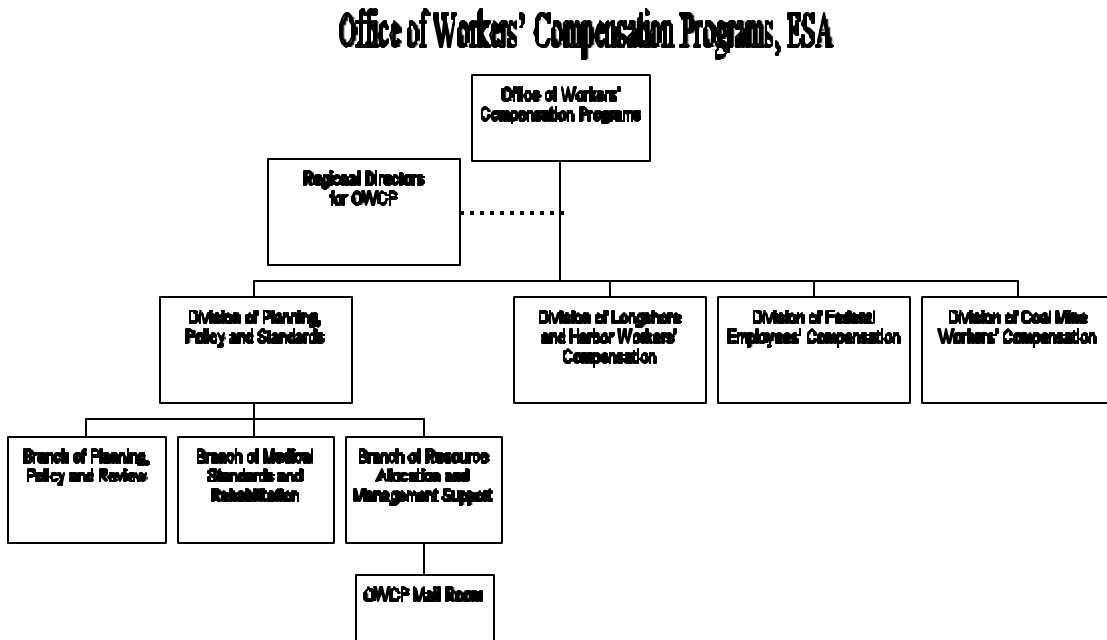 Office of Workers' Compensation Programs, ESA
Office of Workers'
Compensation Programs
Regional Directors
for OWCP
Division of Planning,
Policy and Standards
Division of Longshore
and Harbor Workers'
Compensation
Division of Federal
Employees' Compensation
Division of Coal Mine
Workers' Compensation
Branch of Planning,
Policy and Review
Branch of Medical
Standards and
Rehabilitation
Branch of Resource
Allocation and
Management Support
OWCP Mail Room